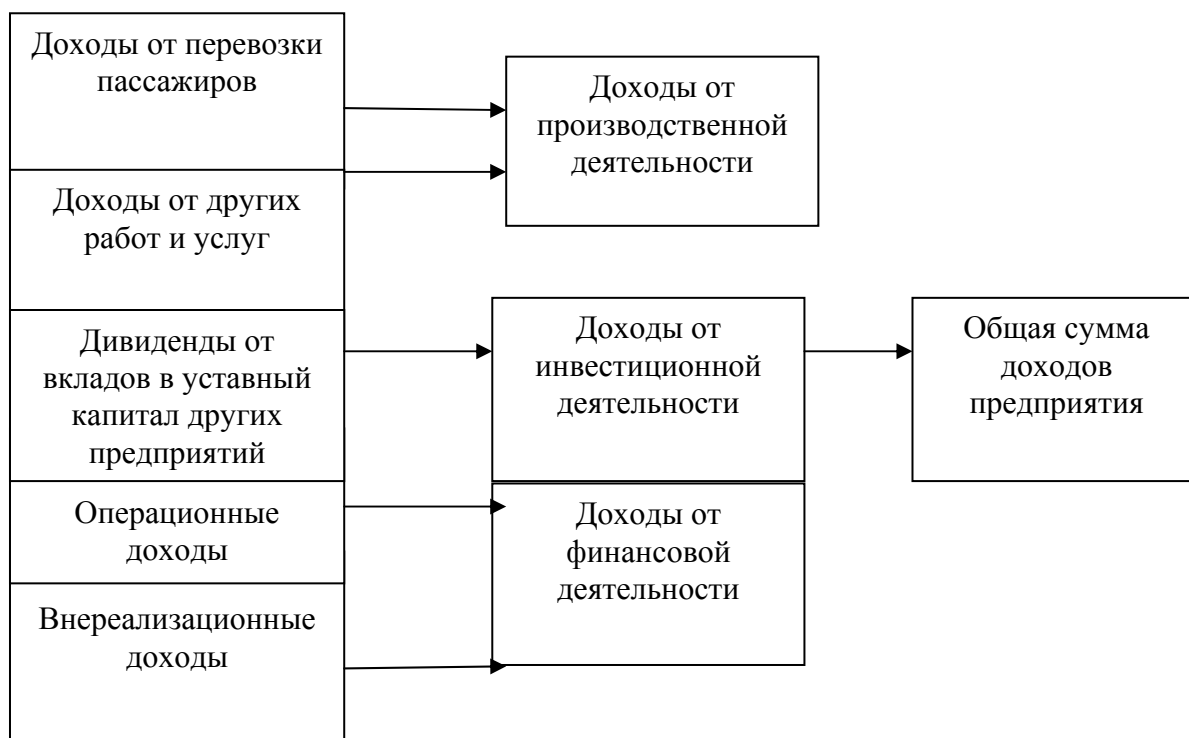 Доходы от перевозки
пассажиров
Доходы от других
работ и услуг
Дивиденды от
вкладов в уставный
капитал других
предприятий
Операционные
доходы
Внереализационные
доходы
Доходы от
производственной
деятельности
Доходы от
инвестиционной
деятельности
Доходы от
финансовой
деятельности
Общая сумма
доходов
предприятия